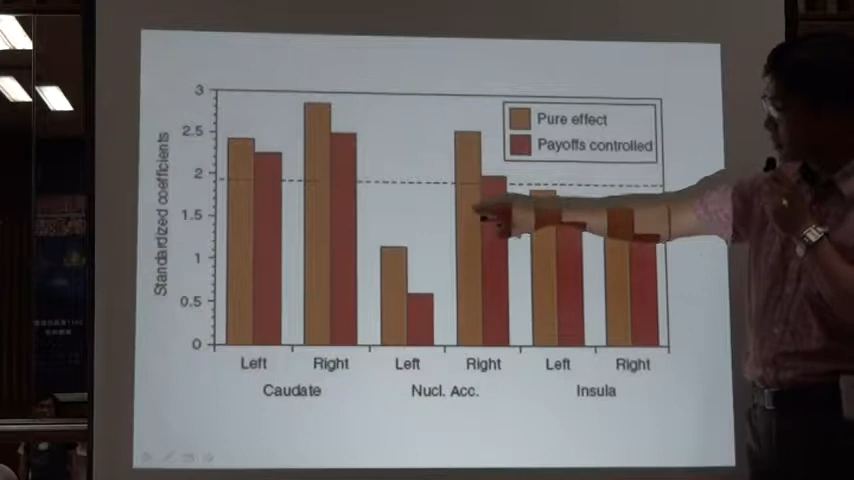 Pure effect
Payoffs controlled
Standardized coefficients
3
2.5
2
1.5
1
0.5
0
Left Right Left Right Left Right
Caudate Nucl. Acc. Insula